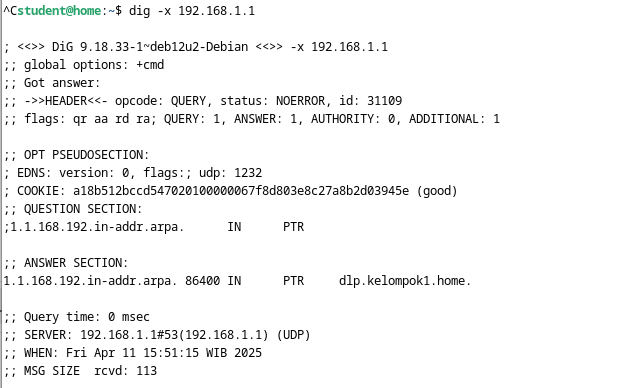 ^Cstudent@home:~$ dig -x 192.168.1.1
; <<>> DiG 9.18.33-1~deb12u2-Debian <<>> -x 192.168.1.1
;; global options: +cmd
;; Got answer:
;; ->>HEADER<<- opcode: QUERY, status: NOERROR, id: 31109
;; flags: qr aa rd ra; QUERY: 1, ANSWER: 1, AUTHORITY: 0, ADDITIONAL: 1
;; OPT PSEUDOSECTION:
; EDNS: version: 0, flags:; udp: 1232
; COOKIE: a18b512bccd547020100000067f8d803e8c27a8b2d03945e (good)
;; QUESTION SECTION:
;1.1.168.192.in-addr.arpa. IN PTR
;; ANSWER SECTION:
1.1.168.192.in-addr.arpa. 86400 IN PTR dlp.kelompok1.home.
;; Query time: 0 msec
;; SERVER: 192.168.1.1#53(192.168.1.1) (UDP)
;; WHEN: Fri Apr 11 15:51:15 WIB 2025
;; MSG SIZE rcvd: 113